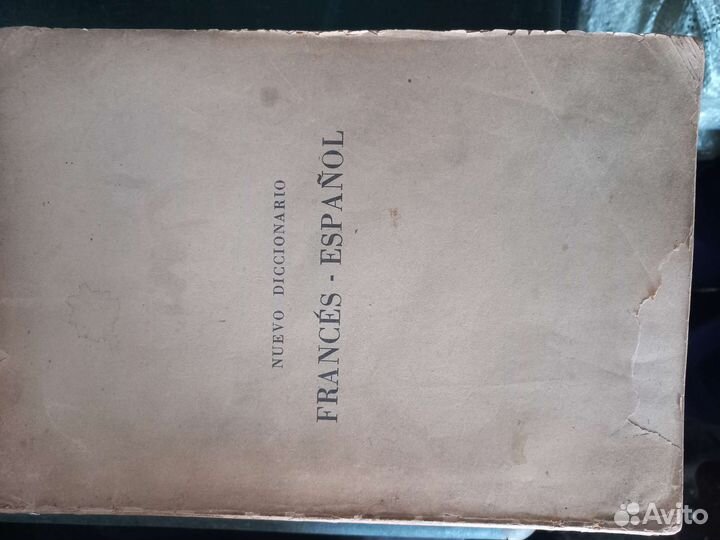 NUEVO DICCIONARIO
FRANCÉS - ESPAÑOL
Avito